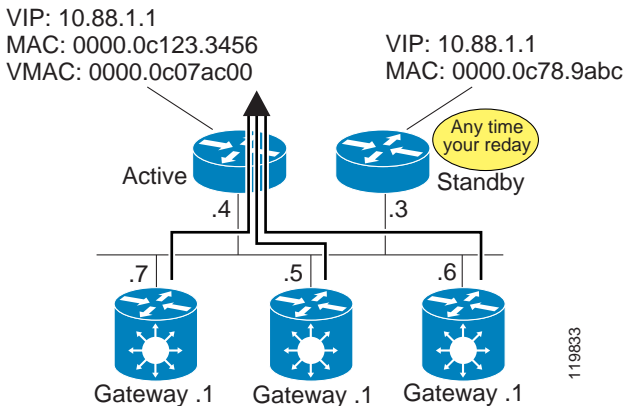 VIP: 10.88.1.1
MAC: 0000.0c123.3456
VMAC: 0000.0c07ac00
VIP: 10.88.1.1
MAC: 0000.0c78.9abc
Any time
your reday
Active
Standby
.4
.3
.7
.5
.6
Gateway .1
Gateway .1
Gateway .1
119833